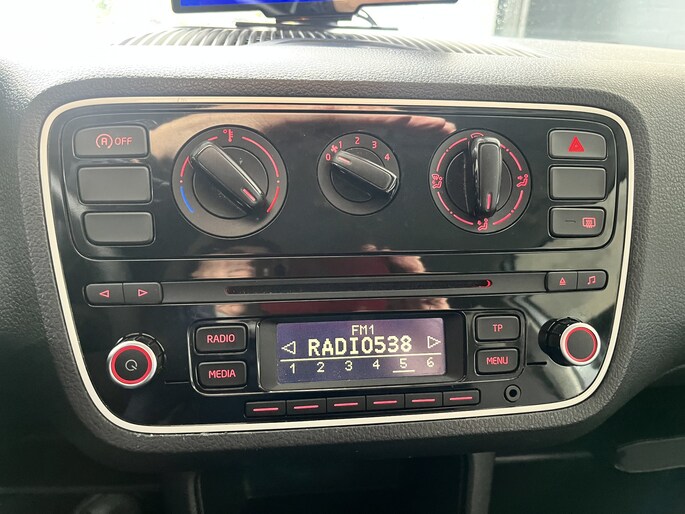 A OFF
0 1 2 3 4
RADIO
MEDIA
FM1
RADIO538
1 2 3 4 5 6
TP
MENU